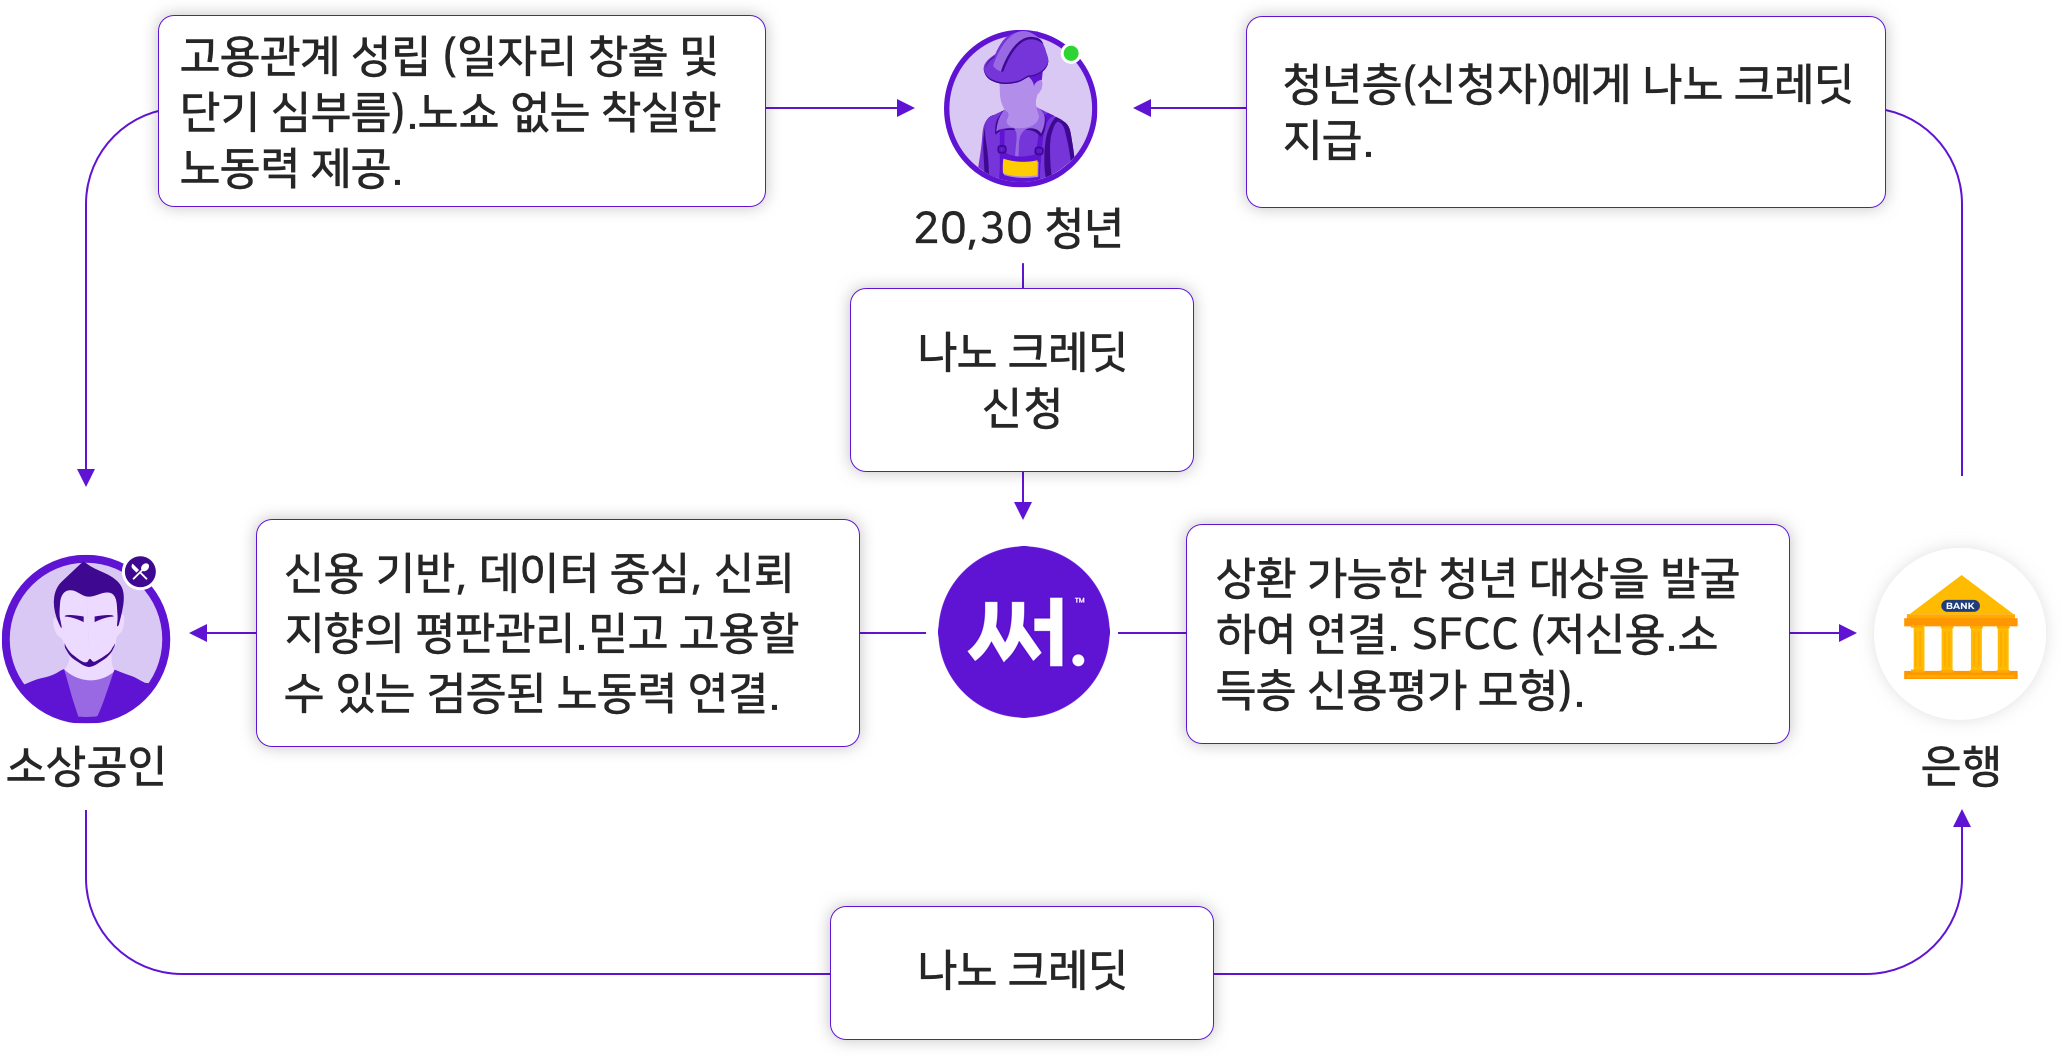 고용관계 성립 (일자리 창출 및
단기 심부름).노쇼 없는 착실한
노동력 제공.
청년층(신청자)에게 나노 크레딧
지급.
20,30 청년
나노 크레딧
신청
신용 기반, 데이터 중심, 신뢰
지향의 평판관리.믿고 고용할
수 있는 검증된 노동력 연결.
써.™
상환 가능한 청년 대상을 발굴
하여 연결. SFCC (저신용.소
득층 신용평가 모형).
BANK
소상공인
은행
나노 크레딧